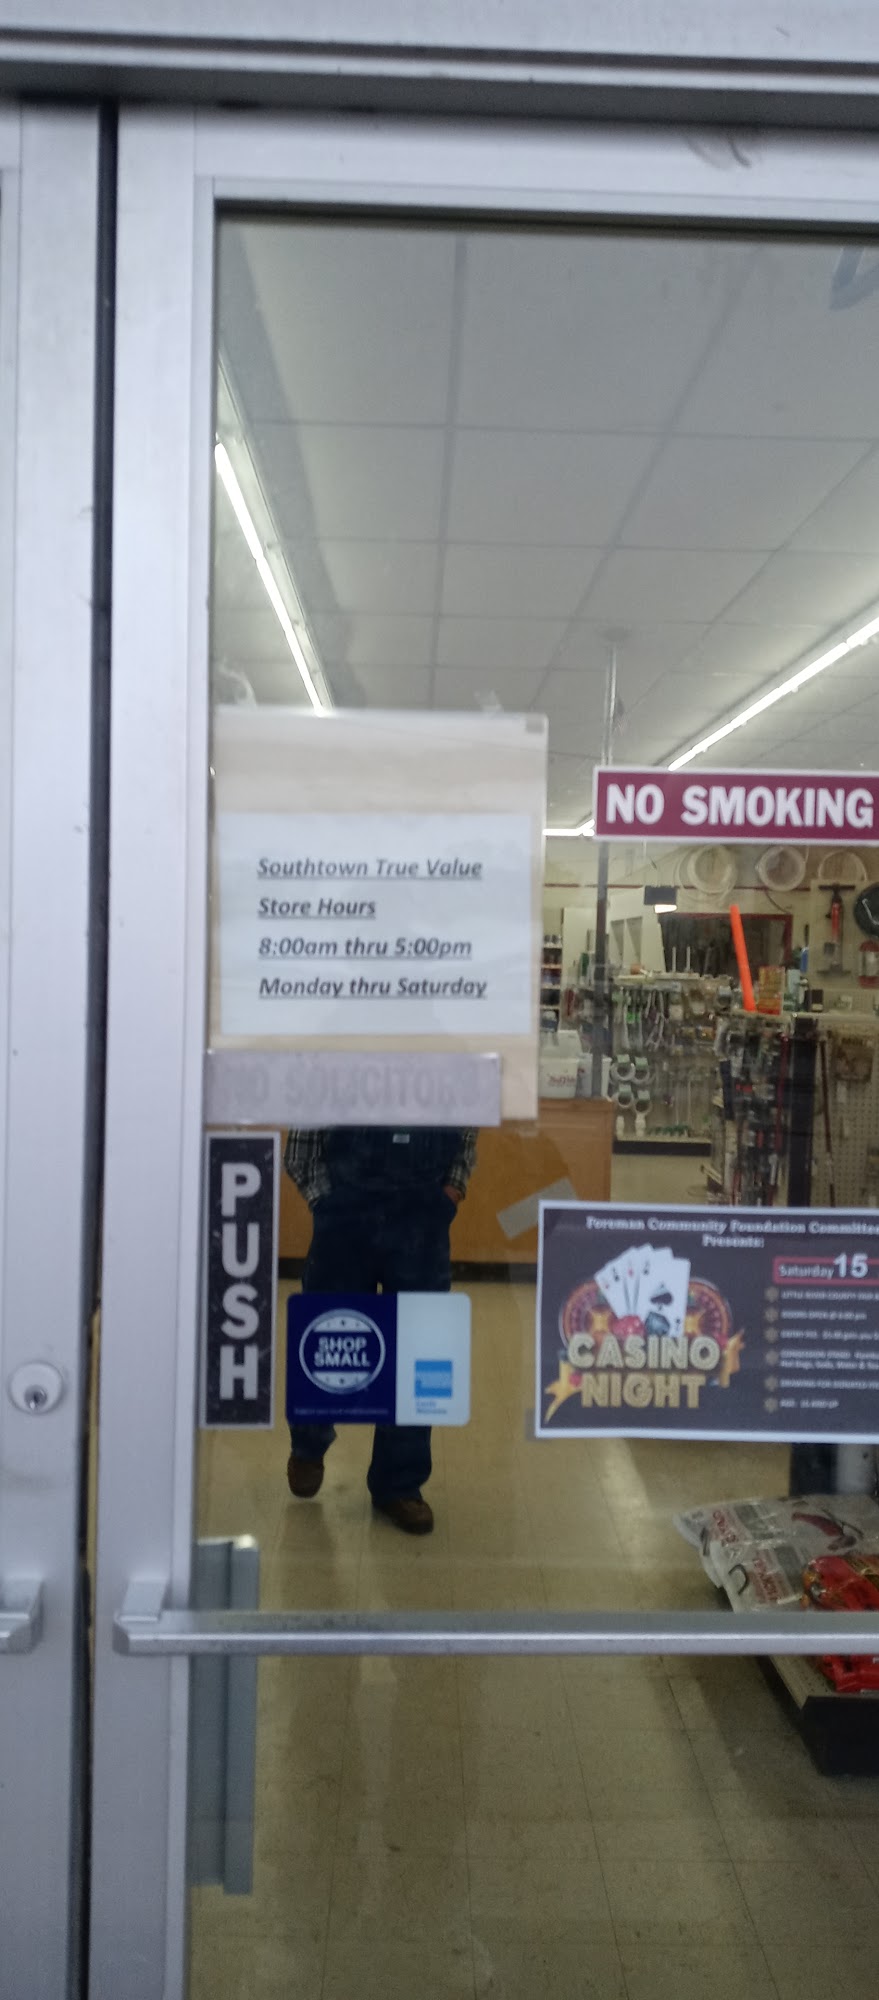 NO SMOKING
Southtown True Value
Store Hours
8:00am thru 5:00pm
Monday thru Saturday
NO SOLICITORS
PUSH
SHOP
SMALL
Foreman Community Foundation Committee
Presents:
Saturday 15
CASINO
NIGHT